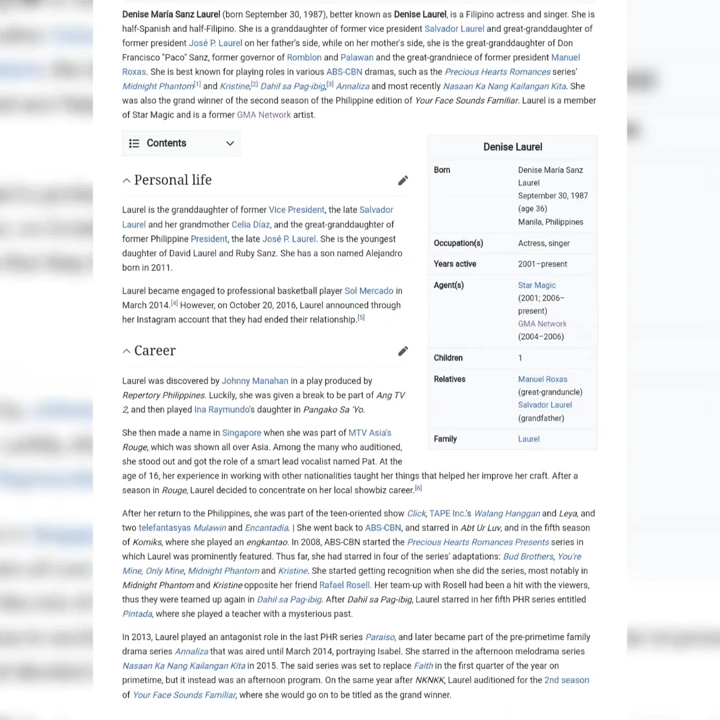 Denise María Sanz Laurel (born September 30, 1987), better known as Denise Laurel, is a Filipino actress and singer. She is
half-Spanish and half-Filipino. She is a granddaughter of former vice president Salvador Laurel and great-granddaughter of
former president José P. Laurel on her father's side, while on her mother's side, she is the great-granddaughter of Don
Francisco "Paco" Sanz, former governor of Romblon and Palawan and the great-grandniece of former president Manuel
Roxas. She is best known for playing roles in various ABS-CBN dramas, such as the Precious Hearts Romances series'
Midnight Phantom[1] and Kristine,[2] Dahil sa Pag-ibig,[3] Annaliza and most recently Nasaan Ka Nang Kailangan Kita. She
was also the grand winner of the second season of the Philippine edition of Your Face Sounds Familiar. Laurel is a member
of Star Magic and is a former GMA Network artist.
Contents
Personal life
Laurel is the granddaughter of former Vice President, the late Salvador
Laurel and her grandmother Celia Díaz, and the great-granddaughter of
former Philippine President, the late José P. Laurel. She is the youngest
daughter of David Laurel and Ruby Sanz. She has a son named Alejandro
born in 2011.
Laurel became engaged to professional basketball player Sol Mercado in
March 2014.[4] However, on October 20, 2016, Laurel announced through
her Instagram account that they had ended their relationship.[5]
Denise Laurel
Born Denise María Sanz
Laurel
September 30, 1987
(age 36)
Manila, Philippines
Occupation(s) Actress, singer
Years active 2001–present
Agent(s) Star Magic
(2001; 2006–
present)
GMA Network
(2004–2006)
Children 1
Relatives Manuel Roxas
(great-granduncle)
Salvador Laurel
(grandfather)
Family Laurel
Career
Laurel was discovered by Johnny Manahan in a play produced by
Repertory Philippines. Luckily, she was given a break to be part of Ang TV
2, and then played Ina Raymundo's daughter in Pangako Sa 'Yo.
She then made a name in Singapore when she was part of MTV Asia's
Rouge, which was shown all over Asia. Among the many who auditioned,
she stood out and got the role of a smart lead vocalist named Pat. At the
age of 16, her experience in working with other nationalities taught her things that helped her improve her craft. After a
season in Rouge, Laurel decided to concentrate on her local showbiz career.[6]
After her return to the Philippines, she was part of the teen-oriented show Click, TAPE Inc.'s Walang Hanggan and Leya, and
two telefantasyas Mulawin and Encantadia. | She went back to ABS-CBN, and starred in Abt Ur Luv, and in the fifth season
of Komiks, where she played an engkantao. In 2008, ABS-CBN started the Precious Hearts Romances Presents series in
which Laurel was prominently featured. Thus far, she had starred in four of the series' adaptations: Bud Brothers, You're
Mine, Only Mine, Midnight Phantom and Kristine. She started getting recognition when she did the series, most notably in
Midnight Phantom and Kristine opposite her friend Rafael Rosell. Her team-up with Rosell had been a hit with the viewers,
thus they were teamed up again in Dahil sa Pag-ibig. After Dahil sa Pag-ibig, Laurel starred in her fifth PHR series entitled
Pintada, where she played a teacher with a mysterious past.
In 2013, Laurel played an antagonist role in the last PHR series Paraiso, and later became part of the pre-primetime family
drama series Annaliza that was aired until March 2014, portraying Isabel. She starred in the afternoon melodrama series
Nasaan Ka Nang Kailangan Kita in 2015. The said series was set to replace Faith in the first quarter of the year on
primetime, but it instead was an afternoon program. On the same year after NKNKK, Laurel auditioned for the 2nd season
of Your Face Sounds Familiar, where she would go on to be titled as the grand winner.